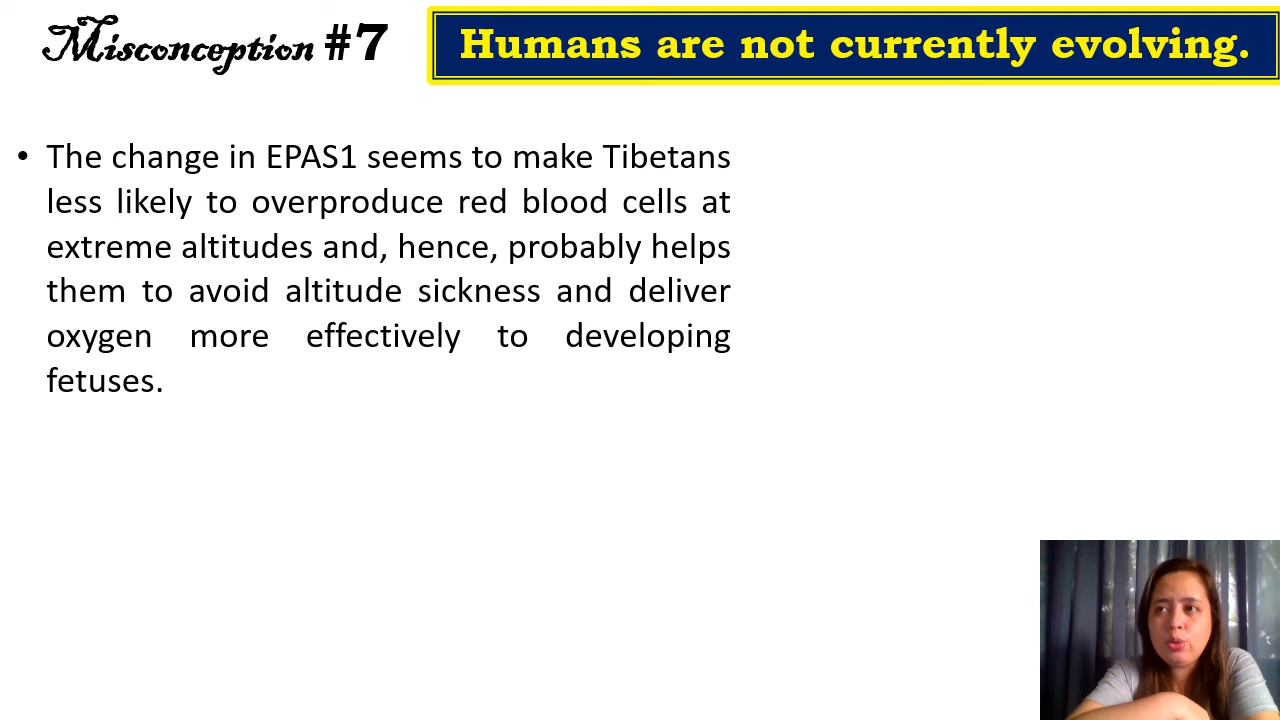 Misconception #7
Humans are not currently evolving.
• The change in EPAS1 seems to make Tibetans
less likely to overproduce red blood cells at
extreme altitudes and, hence, probably helps
them to avoid altitude sickness and deliver
oxygen more effectively to developing
fetuses.